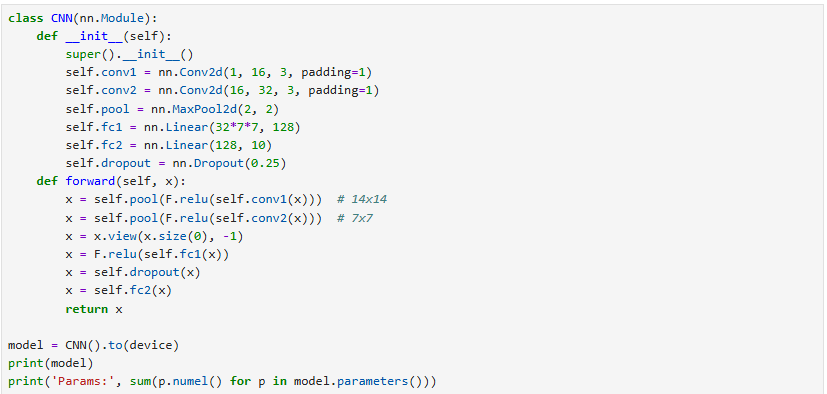 class CNN(nn.Module):
    def __init__(self):
        super().__init__()
        self.conv1 = nn.Conv2d(1, 16, 3, padding=1)
        self.conv2 = nn.Conv2d(16, 32, 3, padding=1)
        self.pool = nn.MaxPool2d(2, 2)
        self.fc1 = nn.Linear(32*7*7, 128)
        self.fc2 = nn.Linear(128, 10)
        self.dropout = nn.Dropout(0.25)
    def forward(self, x):
        x = self.pool(F.relu(self.conv1(x)))  # 14x14
        x = self.pool(F.relu(self.conv2(x)))  # 7x7
        x = x.view(x.size(0), -1)
        x = F.relu(self.fc1(x))
        x = self.dropout(x)
        x = self.fc2(x)
        return x

model = CNN().to(device)
print(model)
print('Params:', sum(p.numel() for p in model.parameters()))